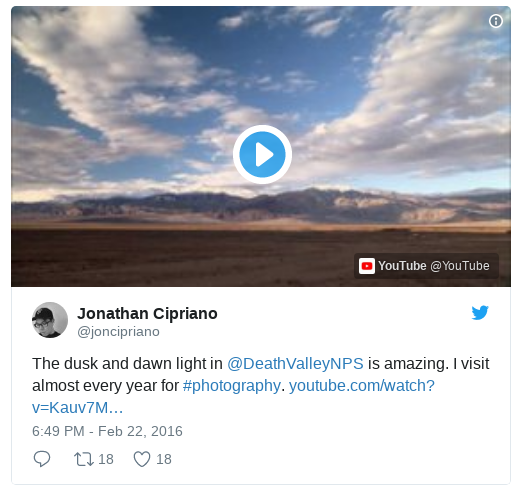 YouTube @YouTube
Jonathan Cipriano
@joncipriano
The dusk and dawn light in @DeathValleyNPS is amazing. I visit
almost every year for #photography. youtube.com/watch?
v=Kauv7M…
6:49 PM - Feb 22, 2016
18 18